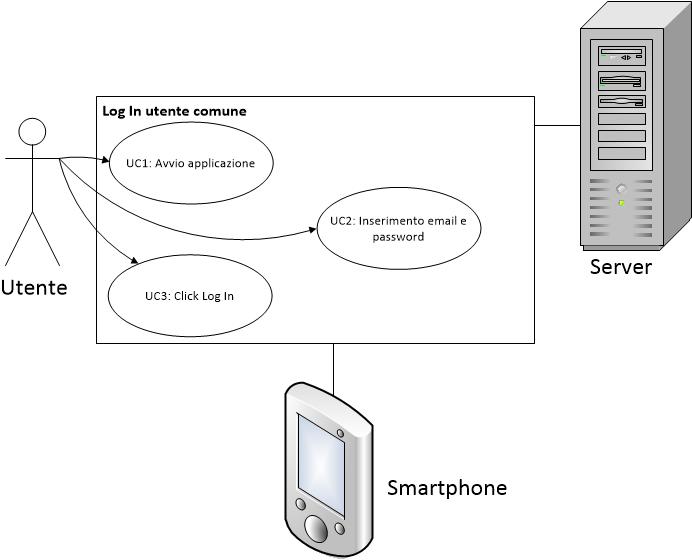 Log In utente comune
UC1: Avvio applicazione
UC2: Inserimento email e
password
UC3: Click Log In
Utente
Server
Smartphone